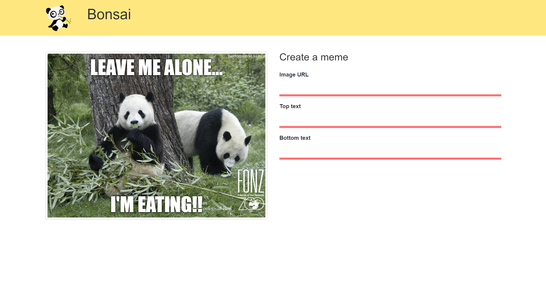 Bonsai
LEAVE ME ALONE...
I'M EATING!!
FONZ
Create a meme
Image URL
Top text
Bottom text